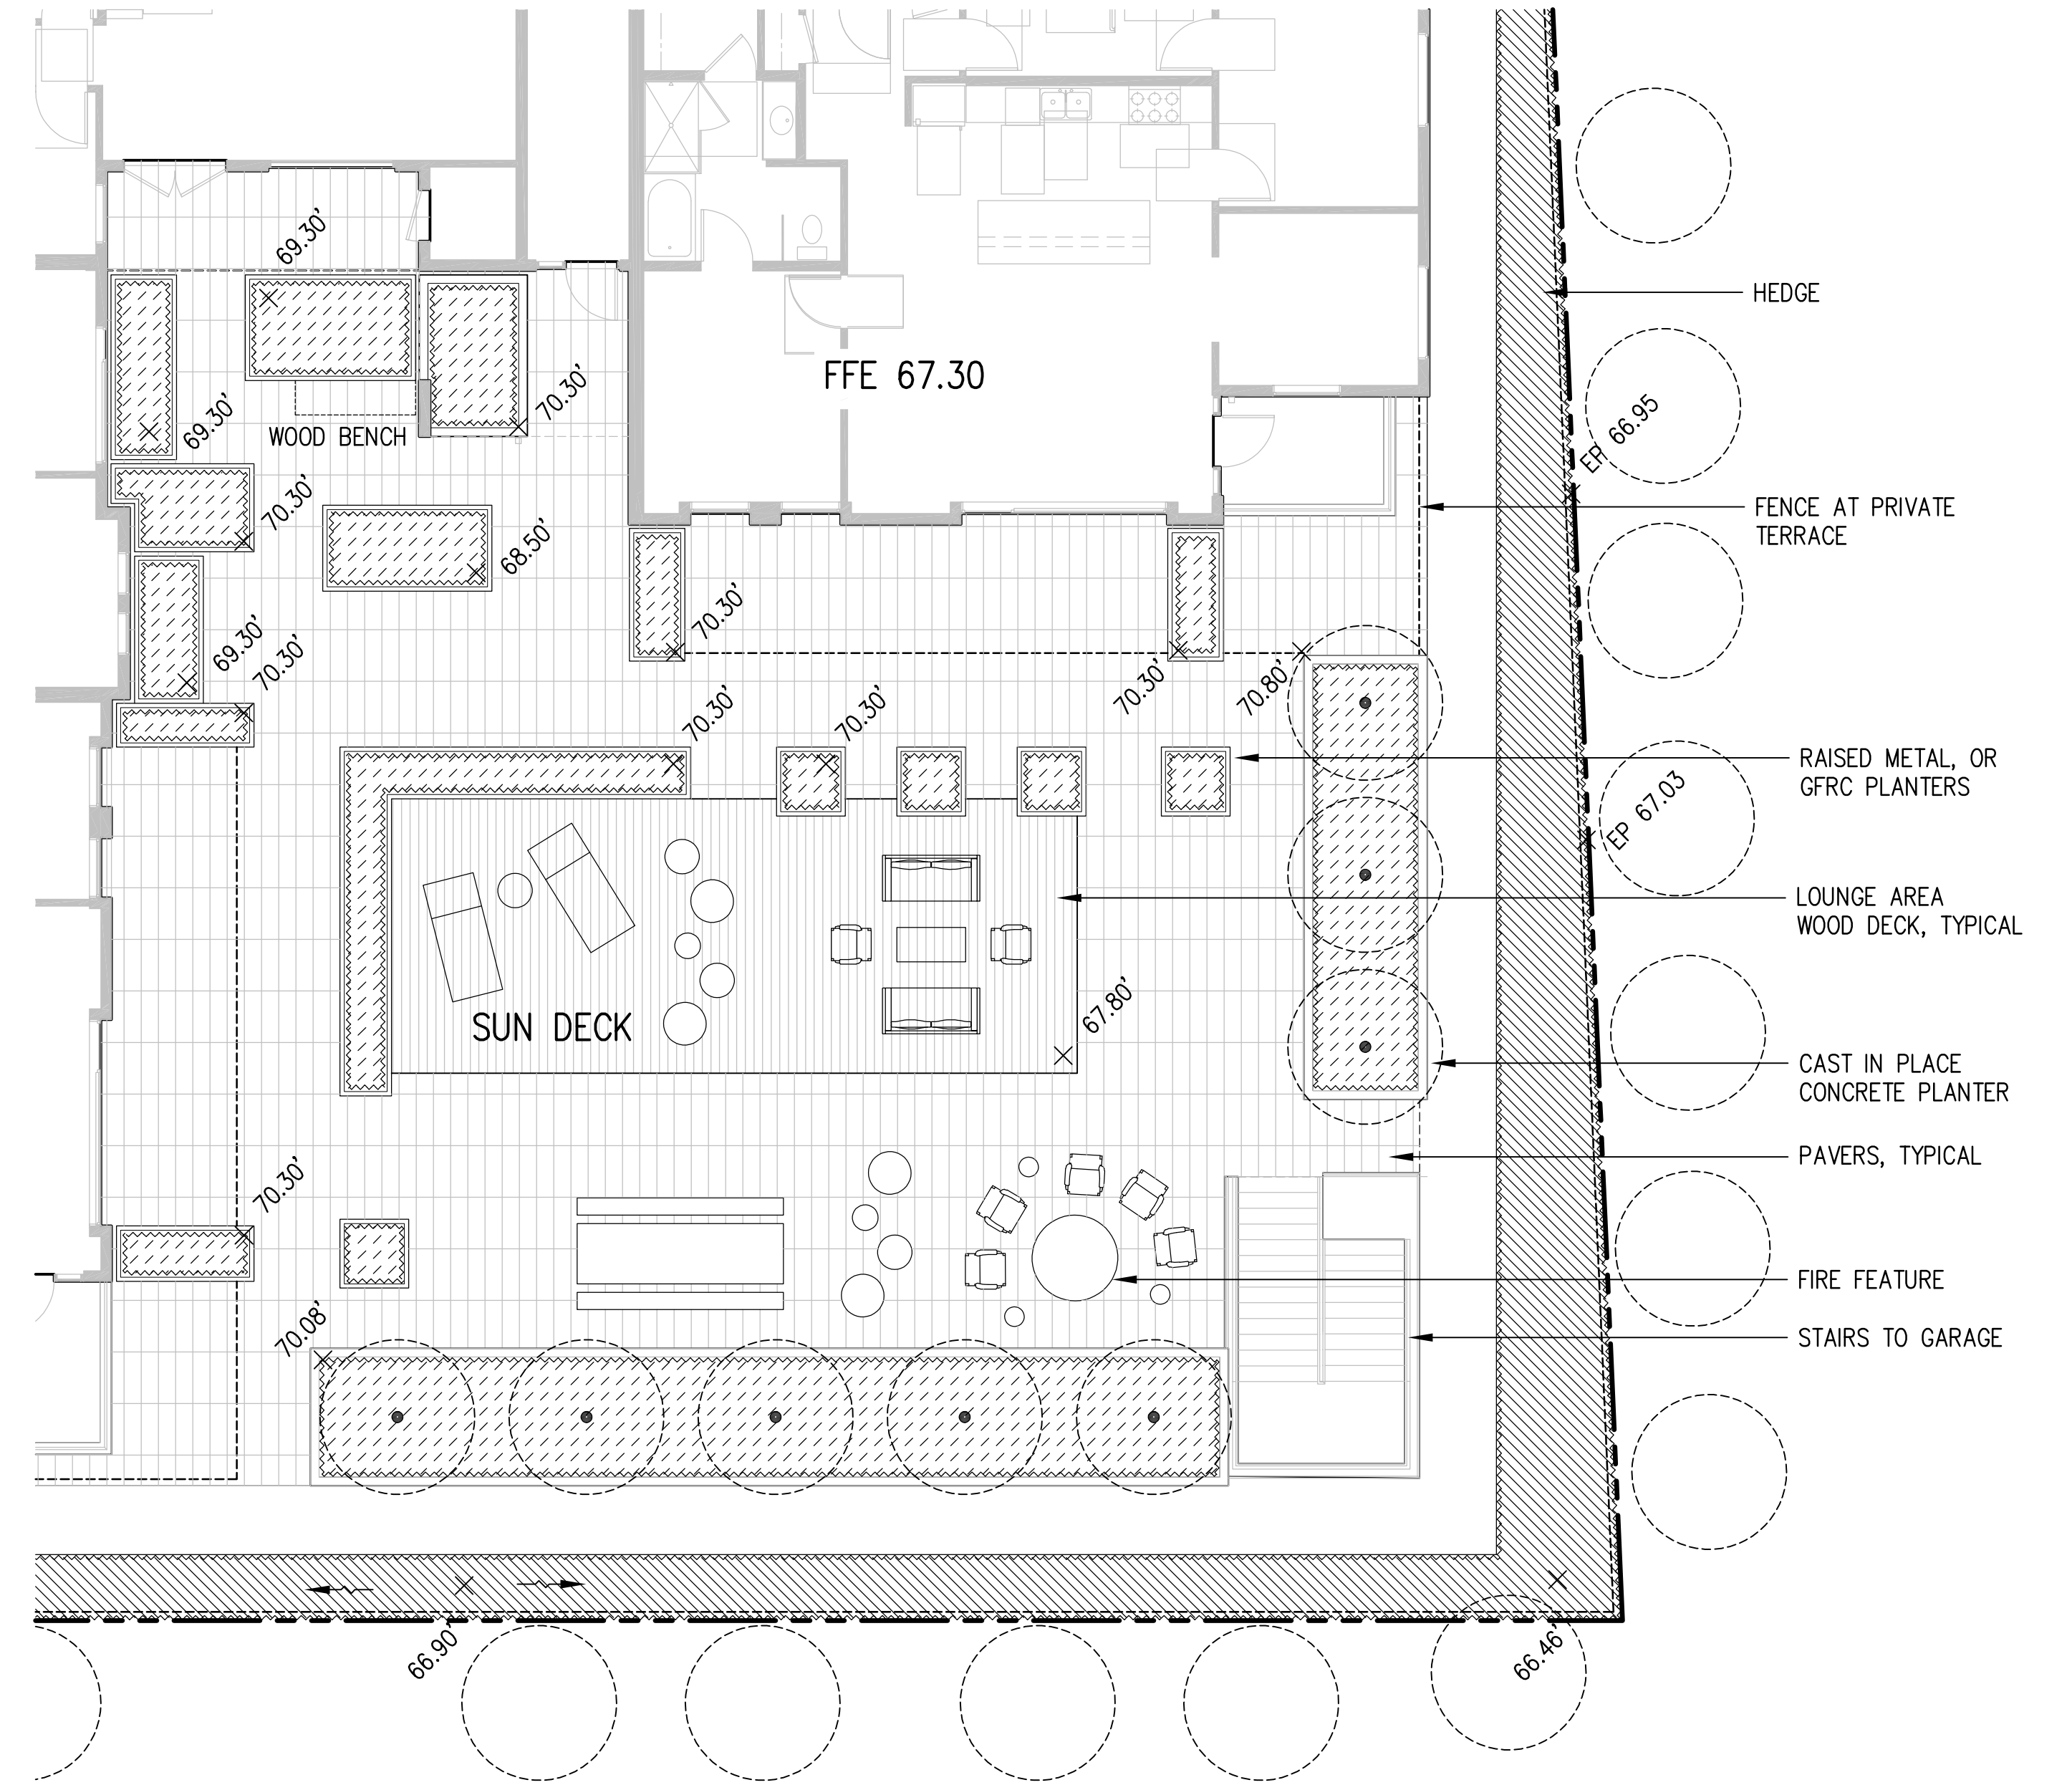 69.30'
HEDGE
FFE 67.30
70.30'
69.30'
WOOD BENCH
EP 66.95
70.30'
68.50'
FENCE AT PRIVATE
TERRACE
70.30'
69.30'
70.30'
70.30'
70.80'
70.30'
70.30'
RAISED METAL, OR
GFRC PLANTERS
EP 67.03
LOUNGE AREA
WOOD DECK, TYPICAL
67.80'
SUN DECK
CAST IN PLACE
CONCRETE PLANTER
PAVERS, TYPICAL
70.30'
FIRE FEATURE
70.08'
STAIRS TO GARAGE
66.90'
66.46'